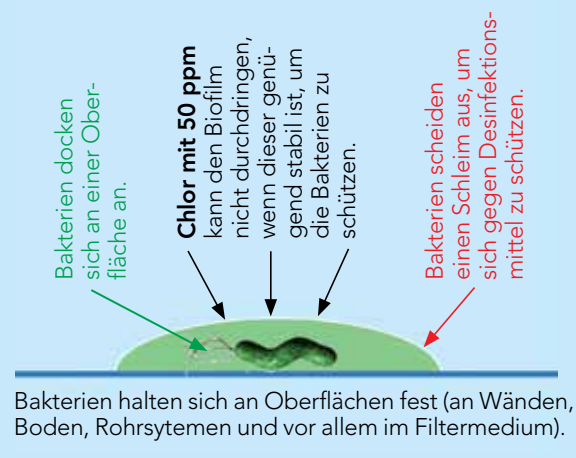 Bakterien docken
sich an einer Ober-
fläche an.
Chlor mit 50 ppm
kann den Biofilm
nicht durchdringen,
wenn dieser genü-
gend stabil ist, um
die Bakterien zu
schützen.
Bakterien scheiden
einen Schleim aus, um
sich gegen Desinfektions-
mittel zu schützen.
Bakterien halten sich an Oberflächen fest (an Wänden,
Boden, Rohrsytemen und vor allem im Filtermedium).